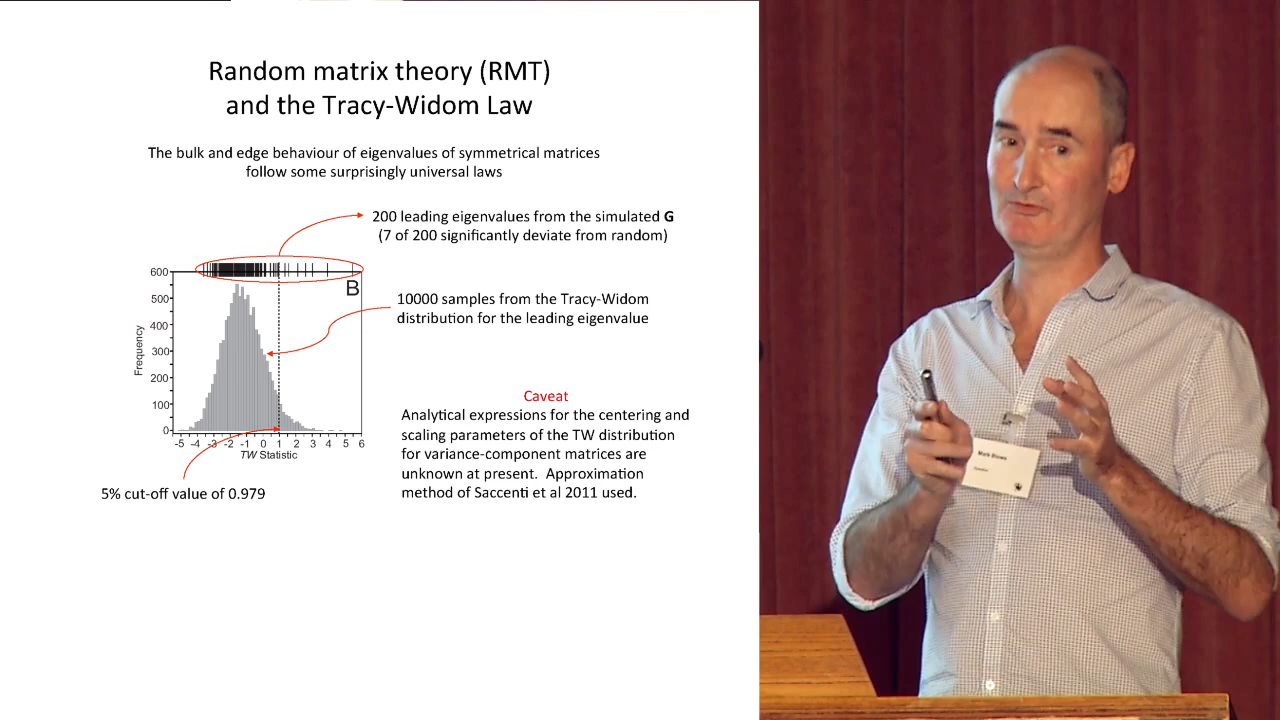 Random matrix theory (RMT)
and the Tracy-Widom Law
The bulk and edge behaviour of eigenvalues of symmetrical matrices
follow some surprisingly universal laws
200 leading eigenvalues from the simulated G
(7 of 200 significantly deviate from random)
B
10000 samples from the Tracy-Widom
distribution for the leading eigenvalue
Frequency
600
500
400
300
200
100
0
-5 -4 -3 -2 -1 0 1 2 3 4 5 6
TW Statistic
5% cut-off value of 0.979
Caveat
Analytical expressions for the centering and
scaling parameters of the TW distribution
for variance-component matrices are
unknown at present. Approximation
method of Saccenti et al 2011 used.
Mark Blows